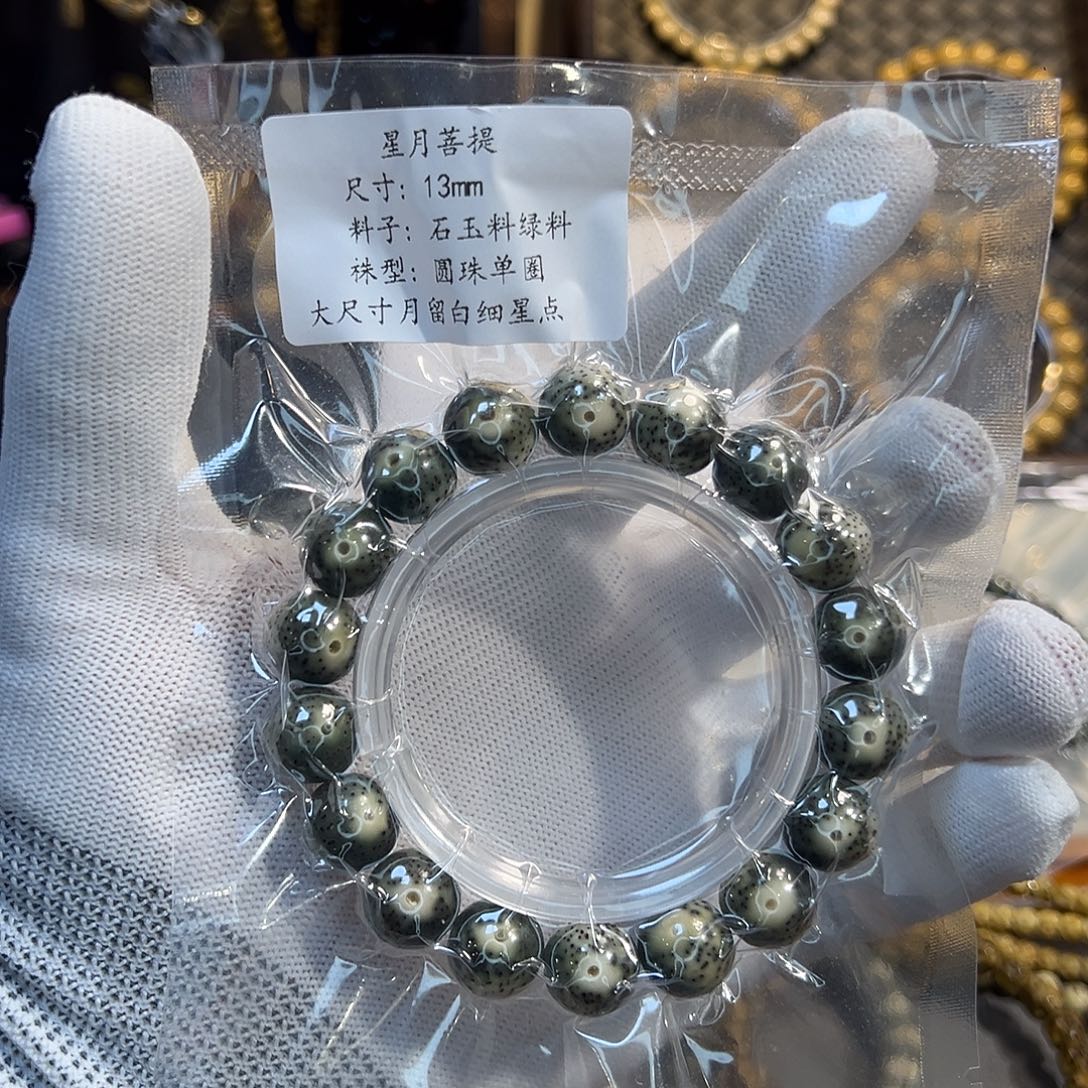 星月菩提
尺寸：13mm
料子：石玉料绿料
袾型：圆珠单圈
大尺寸月留白细星点